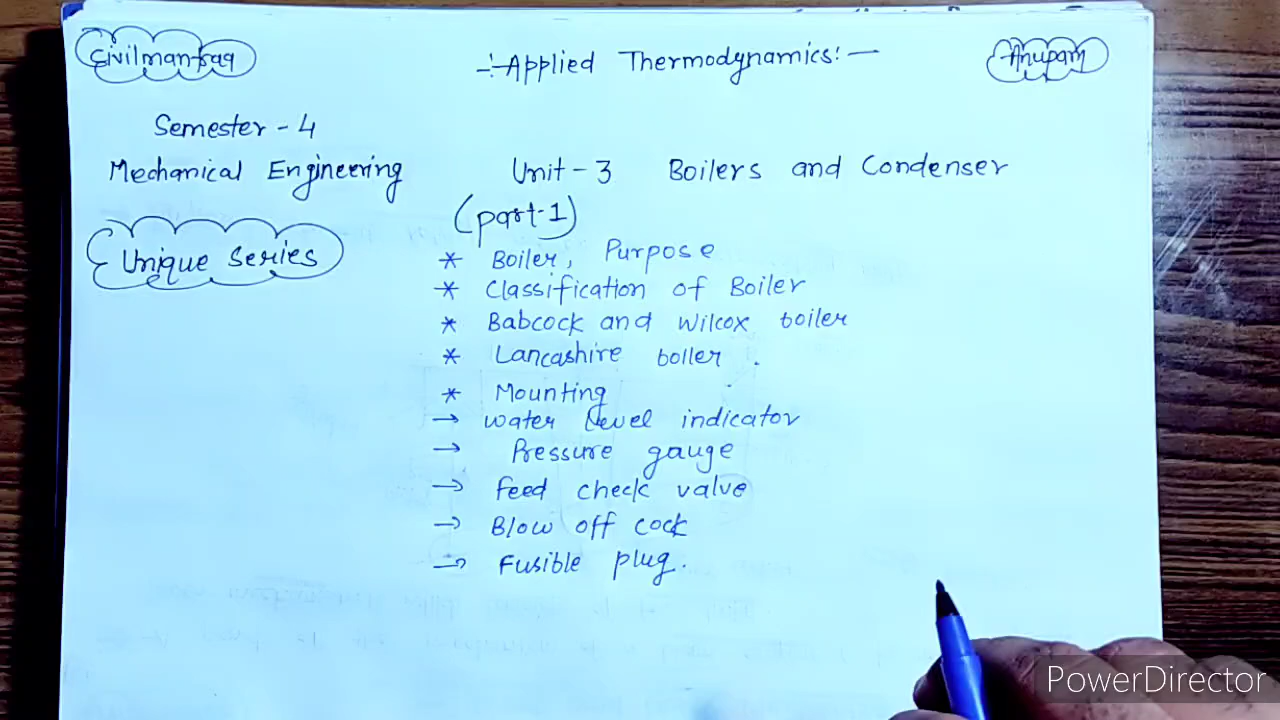 Civilmantraa
-:- Applied Thermodynamics:-
Anupam
Semester - 4
Mechanical Engineering
Unit - 3 Boilers and Condenser
(part-1)
Unique series
* Boiler, Purpose
* Classification of Boiler
* Babcock and Wilcox boiler
* Lancashire boiler.
* Mounting
→ water level indicator
→ Pressure gauge
→ feed check valve
→ Blow off cock
→ Fusible plug.
PowerDirector